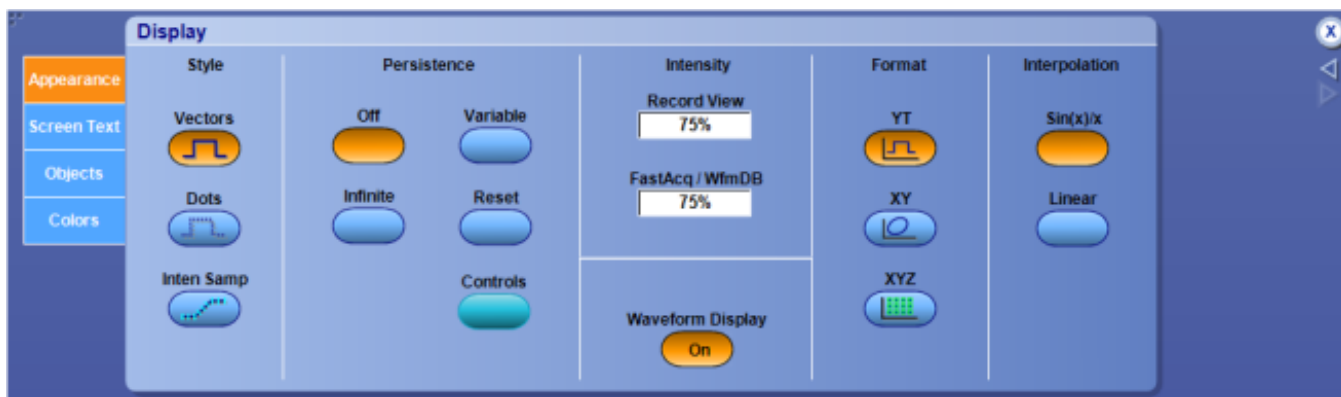 Display
X
Appearance
Screen Text
Objects
Colors
Style
Vectors
Dots
Inten Samp
Persistence
Off
Variable
Infinite
Reset
Controls
Intensity
Record View
75%
FastAcq / WfmDB
75%
Waveform Display
On
Format
YT
XY
XYZ
Interpolation
Sin(x)/x
Linear